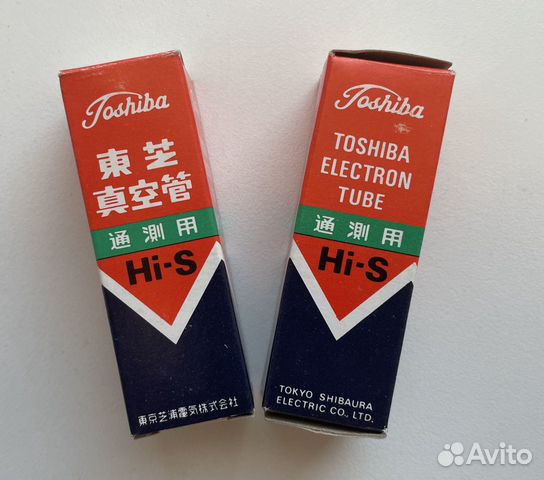 Toshiba
東芝
真空管
通測用
Hi-S
東京芝浦電気株式会社
Toshiba
TOSHIBA
ELECTRON
TUBE
通測用
Hi-S
TOKYO SHIBAURA
ELECTRIC CO., LTD.
Avito